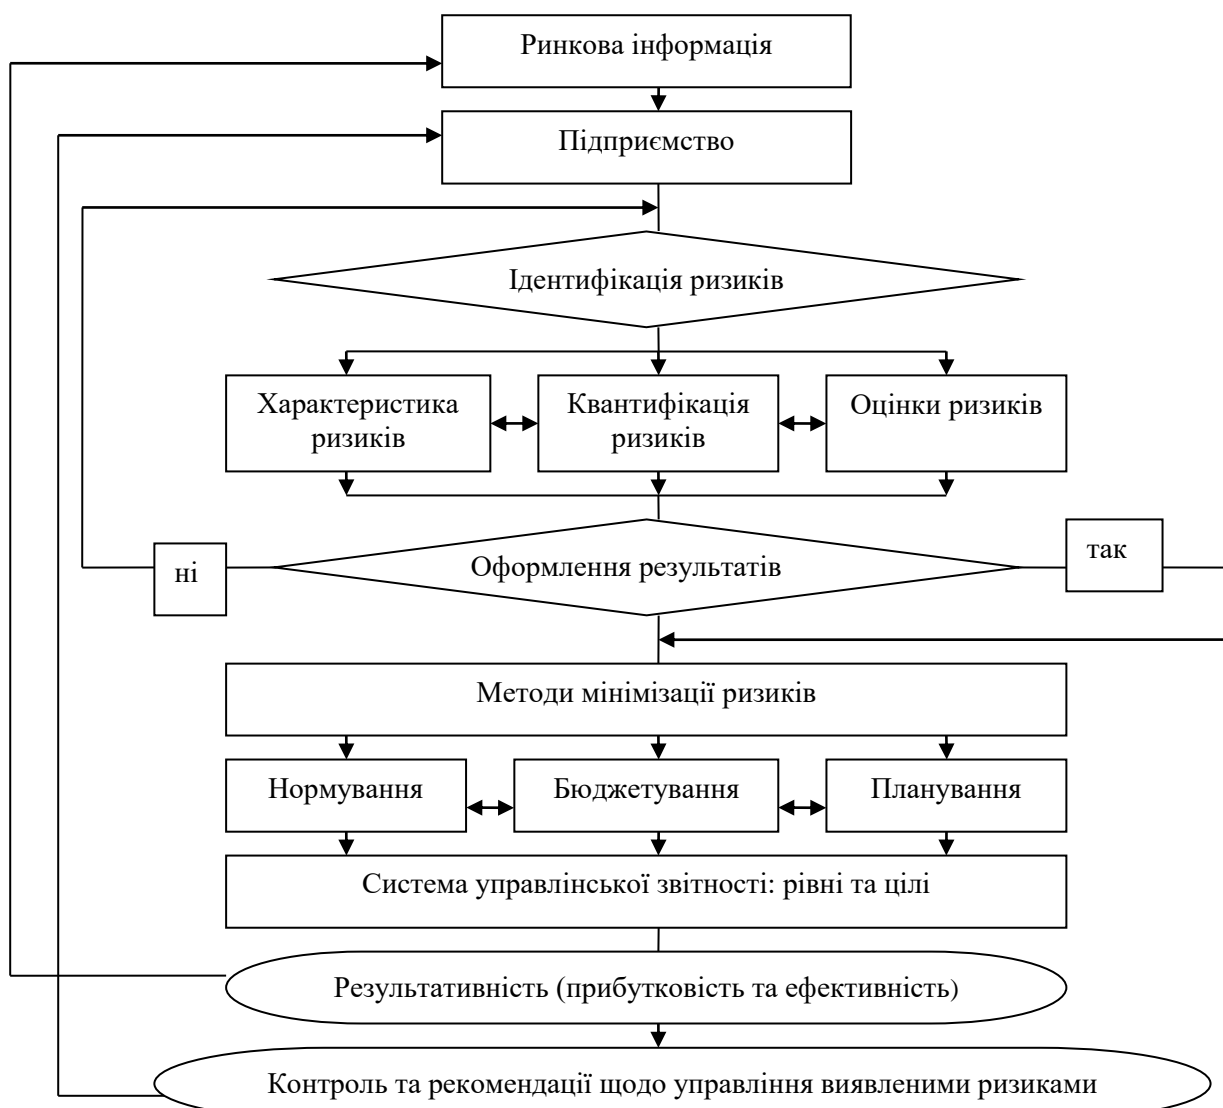 Ринкова інформація
Підприємство
Ідентифікація ризиків
Характеристика
ризиків
Квантифікація
ризиків
Оцінки ризиків
ні
Оформлення результатів
так
Методи мінімізації ризиків
Нормування
Бюджетування
Планування
Система управлінської звітності: рівні та цілі
Результативність (прибутковість та ефективність)
Контроль та рекомендації щодо управління виявленими ризиками